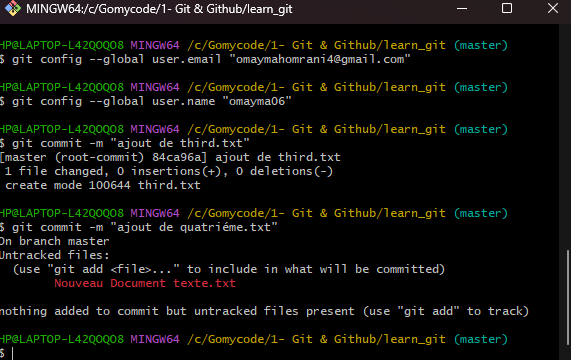 MINGW64:/c/Gomycode/1- Git & Github/learn_git
HP@LAPTOP-L42QOQO8 MINGW64 /c/Gomycode/1- Git & Github/learn_git (master)
$ git config --global user.email "omaymahomrani4@gmail.com"
HP@LAPTOP-L42QOQO8 MINGW64 /c/Gomycode/1- Git & Github/learn_git (master)
$ git config --global user.name "omayma06"
HP@LAPTOP-L42QOQO8 MINGW64 /c/Gomycode/1- Git & Github/learn_git (master)
$ git commit -m "ajout de third.txt"
[master (root-commit) 84ca96a] ajout de third.txt
1 file changed, 0 insertions(+), 0 deletions(-)
create mode 100644 third.txt
HP@LAPTOP-L42QOQO8 MINGW64 /c/Gomycode/1- Git & Github/learn_git (master)
$ git commit -m "ajout de quatriéme.txt"
On branch master
Untracked files:
(use "git add <file>..." to include in what will be committed)
Nouveau Document texte.txt
nothing added to commit but untracked files present (use "git add" to track)
HP@LAPTOP-L42QOQO8 MINGW64 /c/Gomycode/1- Git & Github/learn_git (master)
$